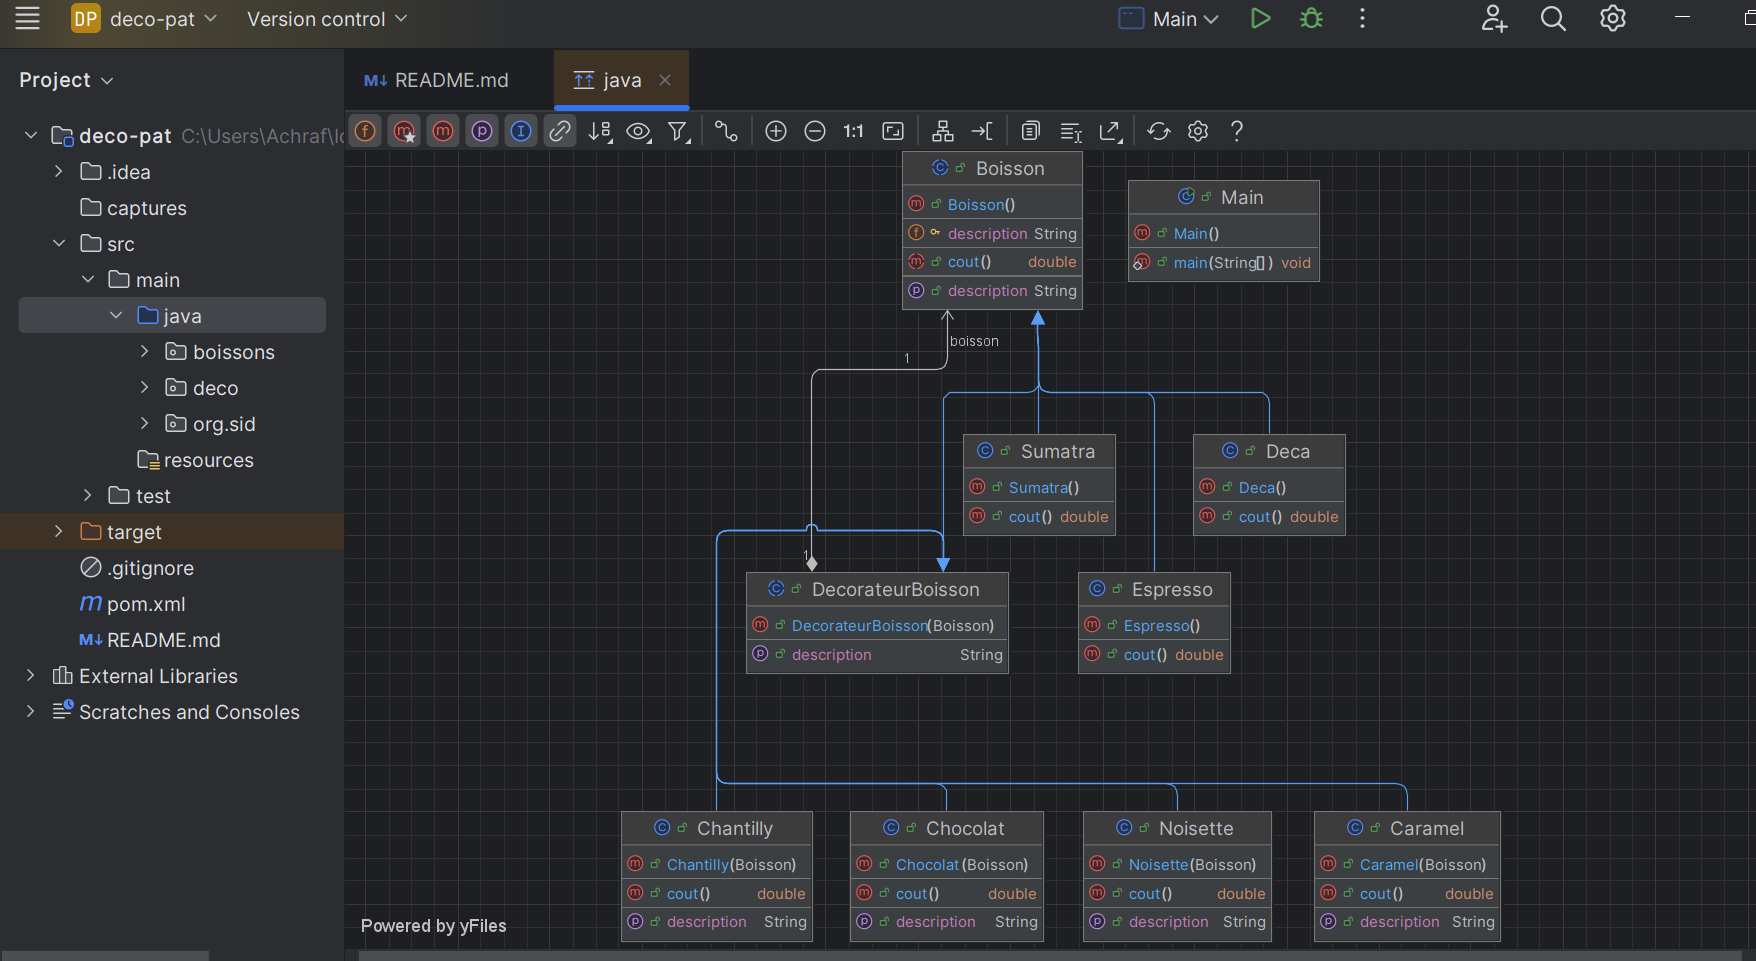 DP deco-pat Version control Main
Project
README.md
java
deco-pat C:\Users\Achraf\Id
.idea
captures
src
main
java
boissons
deco
org.sid
resources
test
target
.gitignore
pom.xml
README.md
External Libraries
Scratches and Consoles
1:1
Boisson
Boisson()
description String
cout() double
description String
Main
Main()
main(String[]) void
boisson
1
1
Sumatra
Sumatra()
cout() double
Deca
Deca()
cout() double
DecorateurBoisson
DecorateurBoisson(Boisson)
description String
Espresso
Espresso()
cout() double
Chantilly
Chantilly(Boisson)
cout() double
description String
Chocolat
Chocolat(Boisson)
cout() double
description String
Noisette
Noisette(Boisson)
cout() double
description String
Caramel
Caramel(Boisson)
cout() double
description String
Powered by yFiles